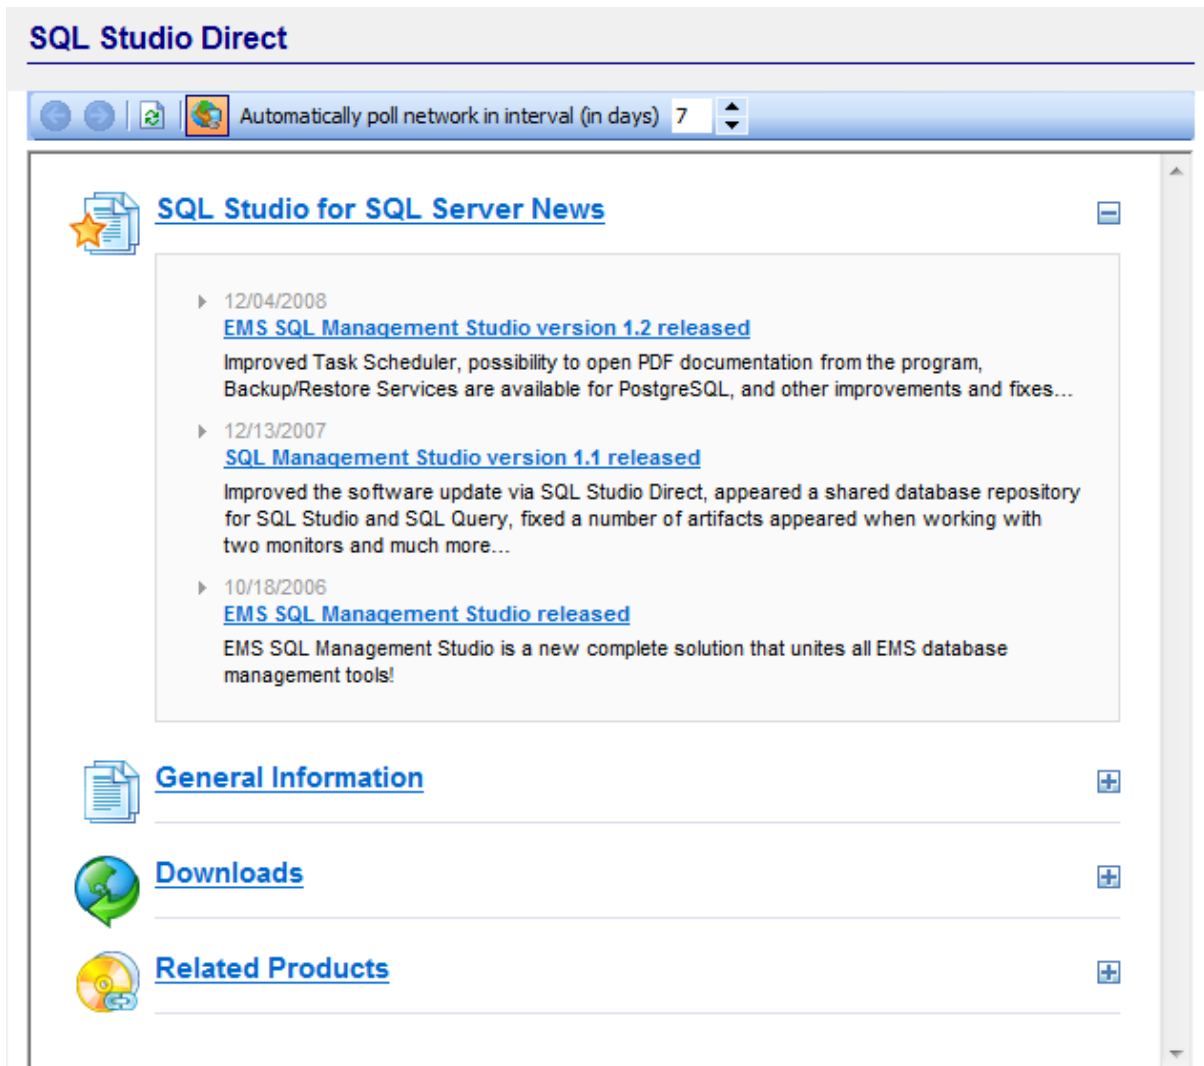 SQL Studio Direct
Automatically poll network in interval (in days) 7
SQL Studio for SQL Server News
12/04/2008
EMS SQL Management Studio version 1.2 released
Improved Task Scheduler, possibility to open PDF documentation from the program,
Backup/Restore Services are available for PostgreSQL, and other improvements and fixes...
12/13/2007
SQL Management Studio version 1.1 released
Improved the software update via SQL Studio Direct, appeared a shared database repository
for SQL Studio and SQL Query, fixed a number of artifacts appeared when working with
two monitors and much more...
10/18/2006
EMS SQL Management Studio released
EMS SQL Management Studio is a new complete solution that unites all EMS database
management tools!
General Information
Downloads
Related Products